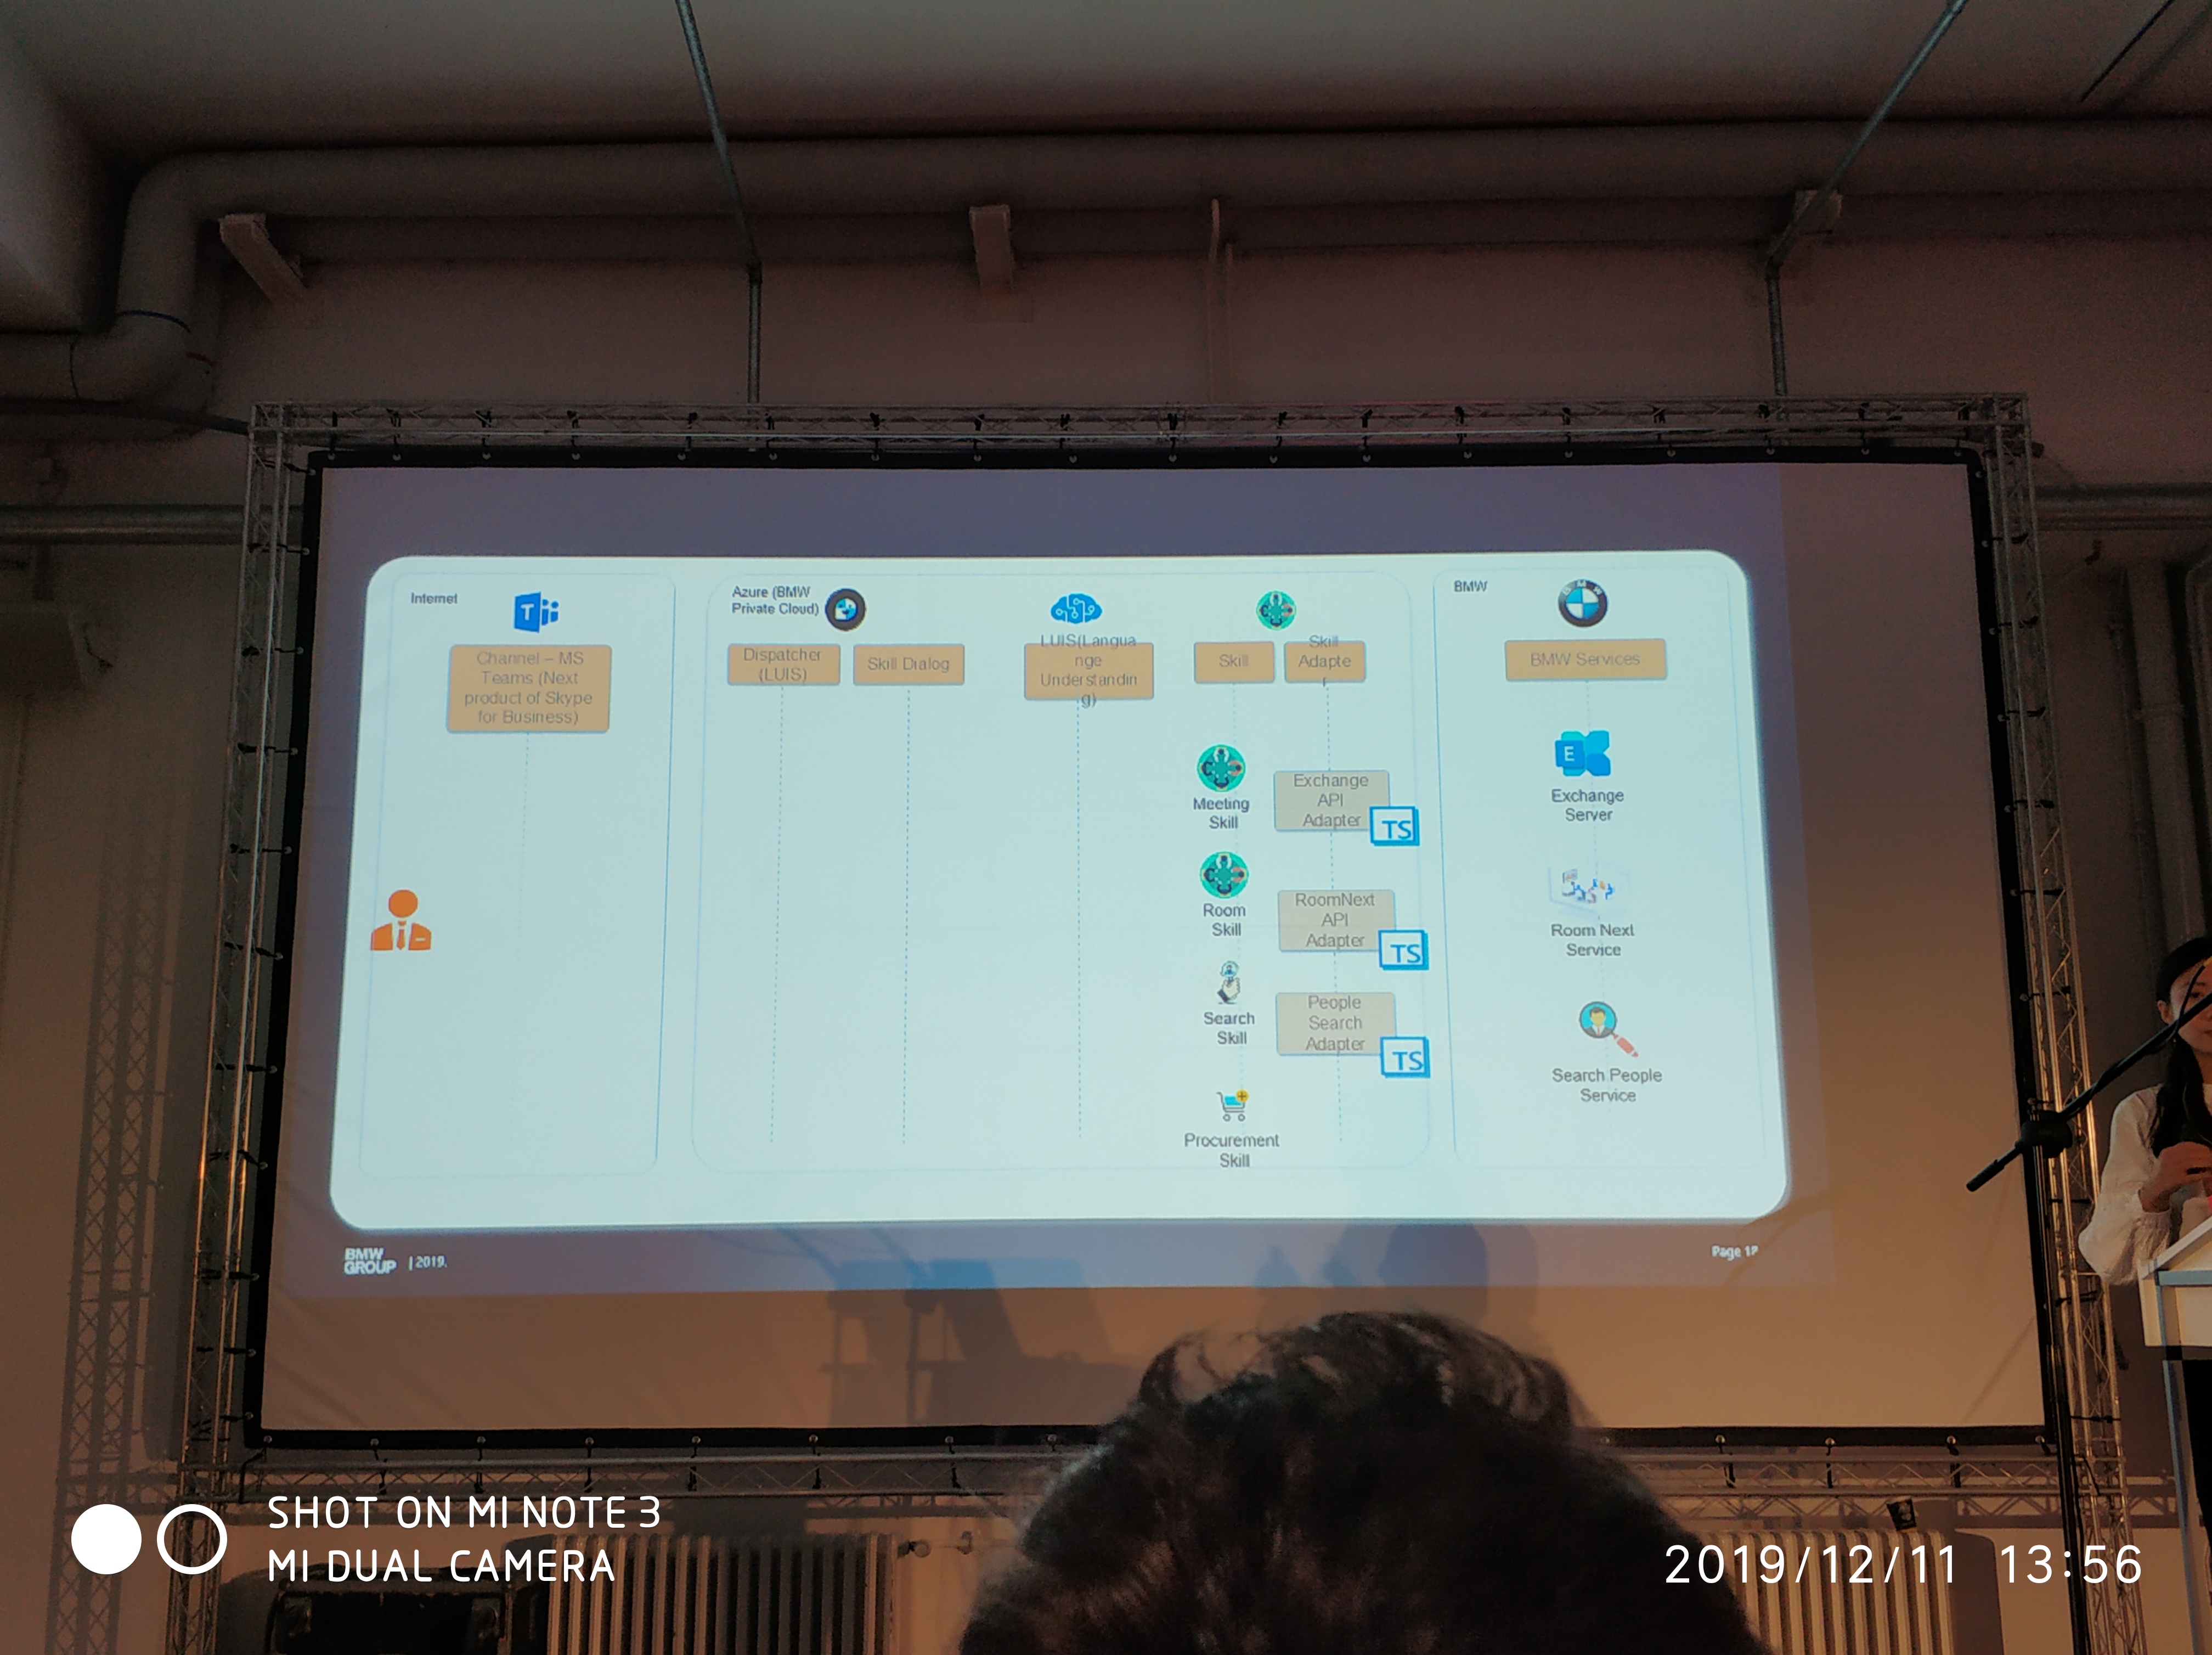 Internet
Channel – MS
Teams (Next
product of Skype
for Business)
Azure (BMW
Private Cloud)
Dispatcher
(LUIS)
Skill Dialog
LUIS(Langua
nge
Understandin
g)
Skill
Skill
Adapte
r
BMW
BMW Services
Meeting
Skill
Exchange
API
Adapter
TS
Exchange
Server
Room
Skill
RoomNext
API
Adapter
TS
Room Next
Service
Search
Skill
People
Search
Adapter
TS
Search People
Service
Procurement
Skill
BMW
GROUP
| 2019.
Page
SHOT ON MI NOTE 3
MI DUAL CAMERA
2019/12/11 13:56